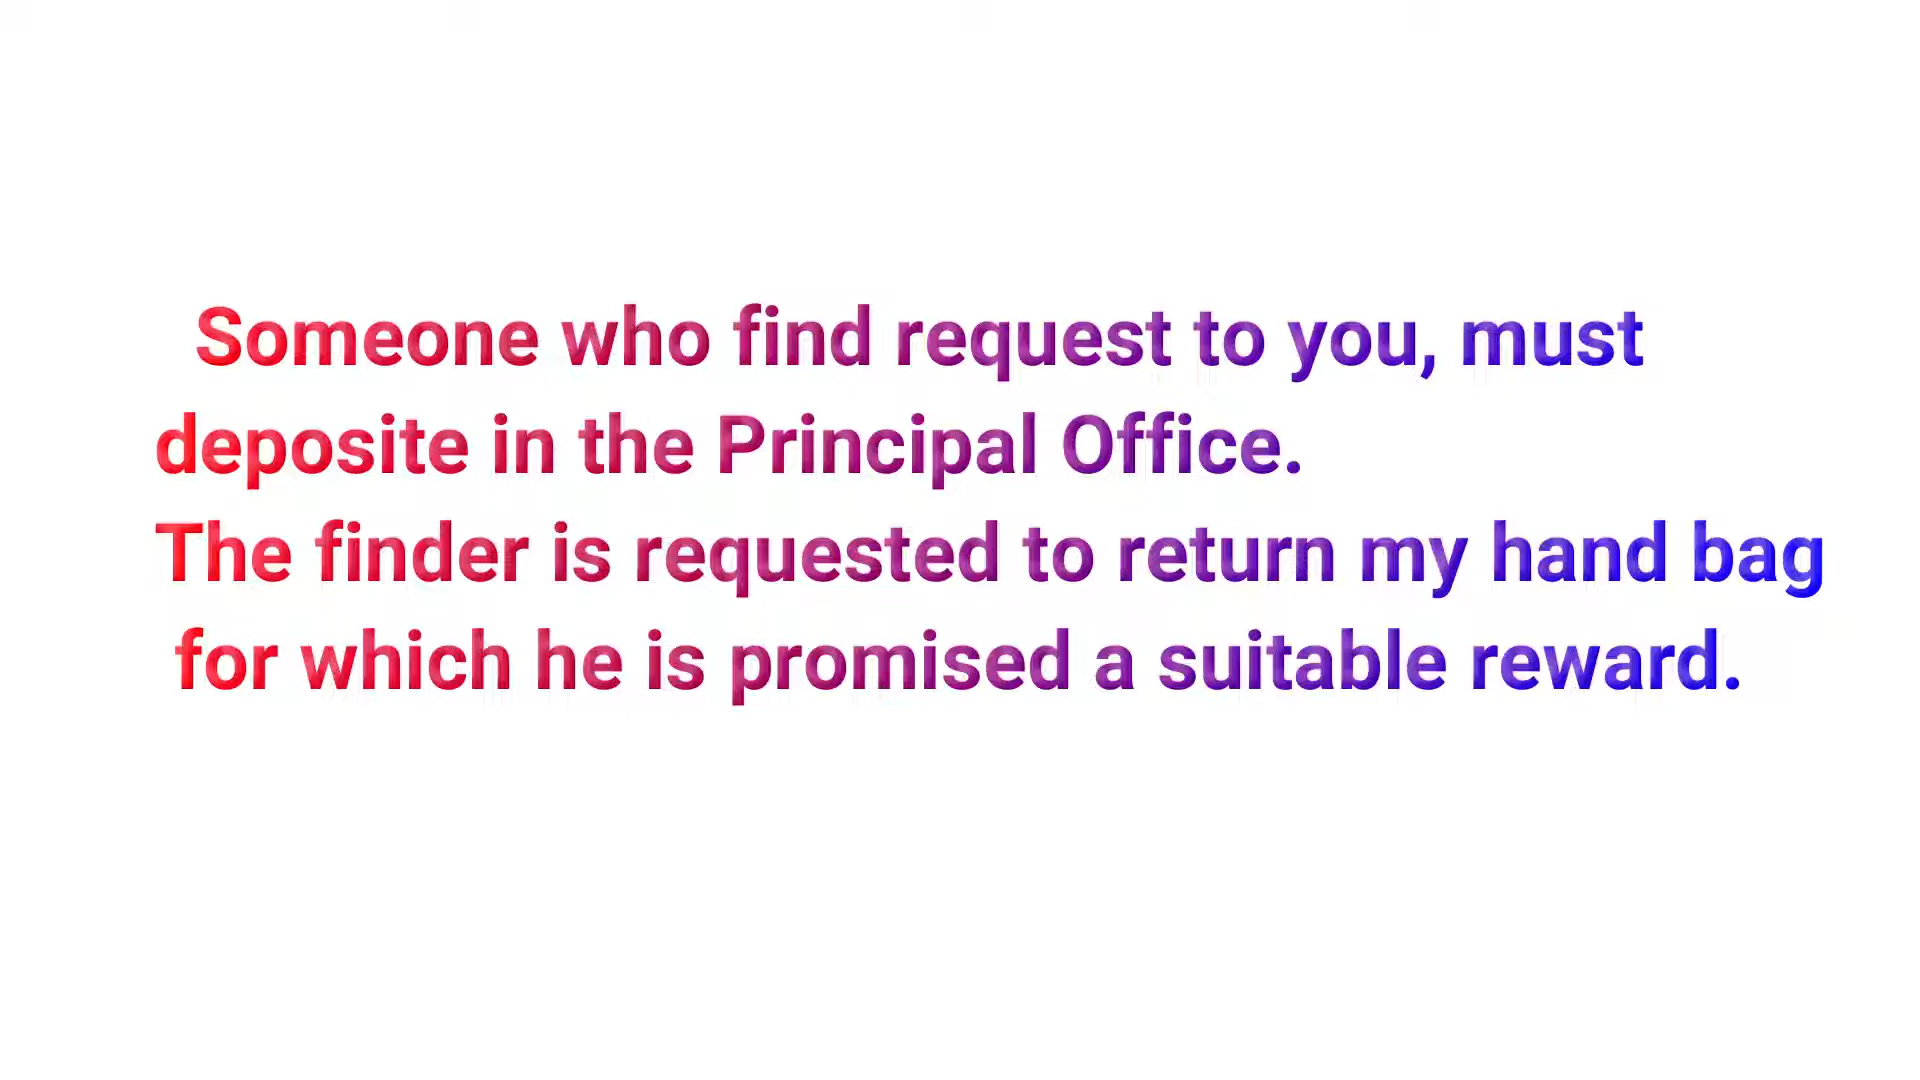 Someone who find request to you, must
deposite in the Principal Office.
The finder is requested to return my hand bag
for which he is promised a suitable reward.